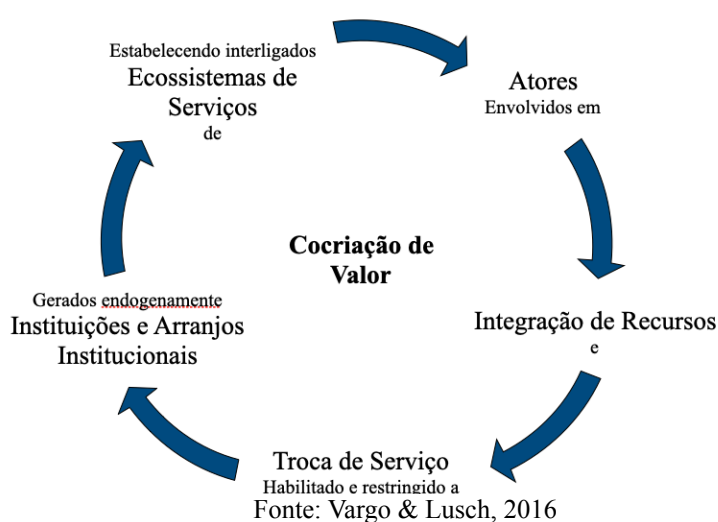 Estabelecendo interligados
Ecossistemas de
Serviços
de
Atores
Envolvidos em
Cocriação de
Valor
Integração de Recursos
e
Troca de Serviço
Habilitado e restringido a
Gerados endogenamente
Instituições e Arranjos
Institucionais
Fonte: Vargo & Lusch, 2016